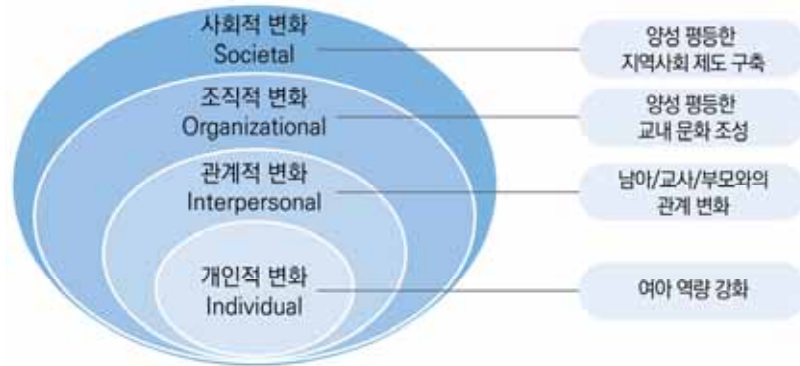 사회적 변화
Societal
양성 평등한
지역사회 제도 구축
조직적 변화
Organizational
양성 평등한
교내 문화 조성
관계적 변화
Interpersonal
남아/교사/부모와의
관계 변화
개인적 변화
Individual
여아 역량 강화